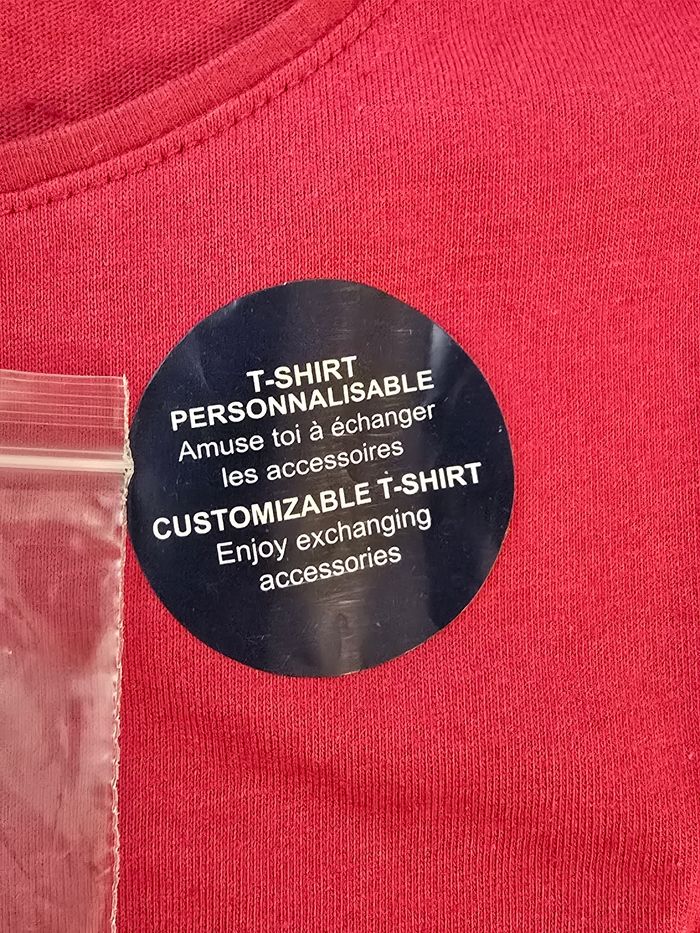 T-SHIRT
PERSONNALISABLE
Amuse toi à échanger
les accessoires
CUSTOMIZABLE T-SHIRT
Enjoy exchanging
accessories